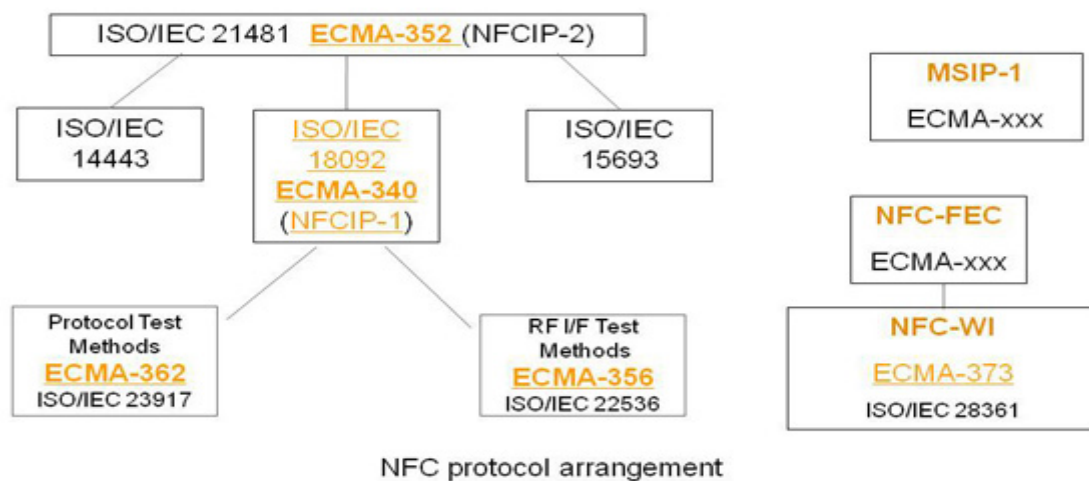 ISO/IEC 21481 ECMA-352 (NFCIP-2)
ISO/IEC
14443
ISO/IEC
18092
ECMA-340
(NFCIP-1)
ISO/IEC
15693
Protocol Test
Methods
ECMA-362
ISO/IEC 23917
RF I/F Test
Methods
ECMA-356
ISO/IEC 22536
MSIP-1
ECMA-xxx
NFC-FEC
ECMA-xxx
NFC-WI
ECMA-373
ISO/IEC 28361
NFC protocol arrangement